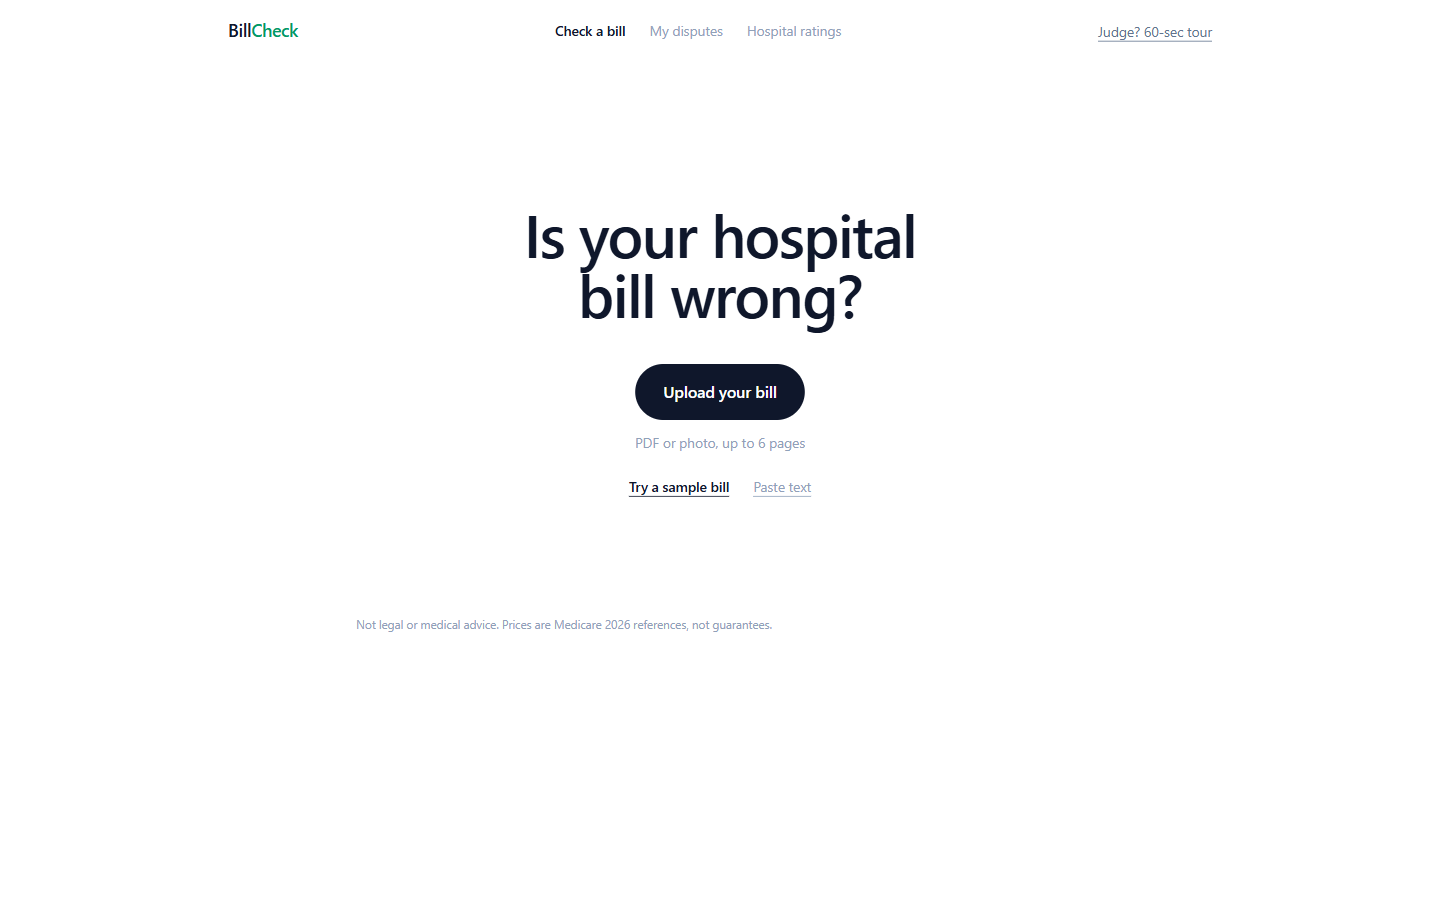 BillCheck
Check a bill
My disputes
Hospital ratings
Judge? 60-sec tour
Is your hospital
bill wrong?
Upload your bill
PDF or photo, up to 6 pages
Try a sample bill
Paste text
Not legal or medical advice. Prices are Medicare 2026 references, not guarantees.